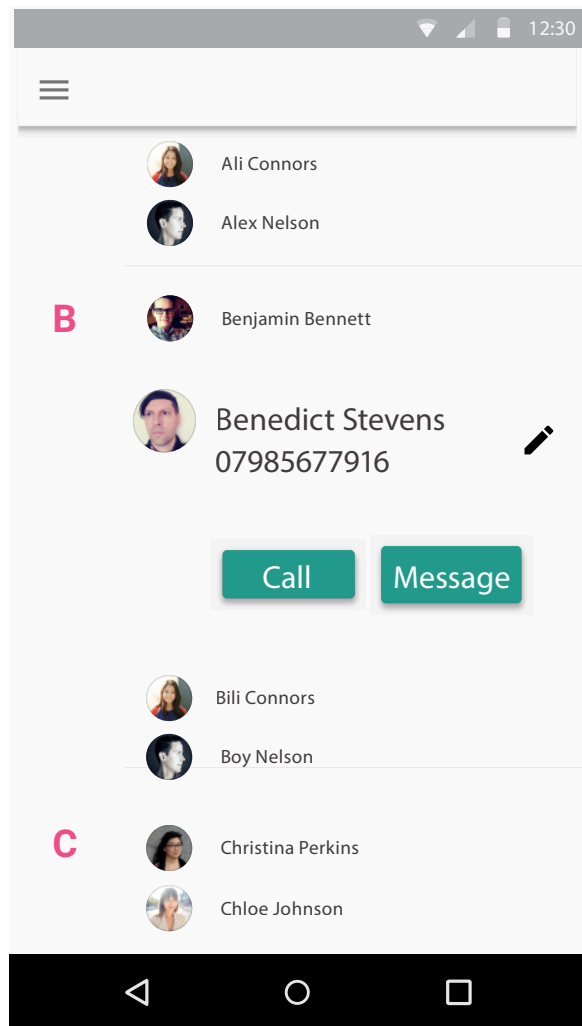 12:30
Ali Connors
Alex Nelson
B
Benjamin Bennett
Benedict Stevens
07985677916
Call
Message
Bili Connors
Boy Nelson
C
Christina Perkins
Chloe Johnson